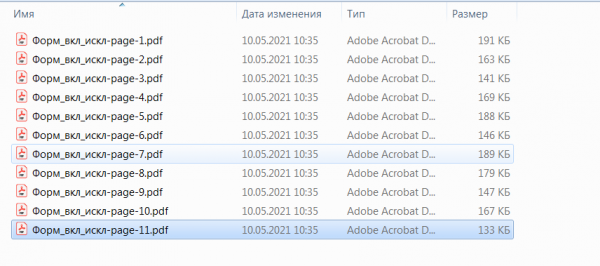 Имя Дата изменения Тип Размер
Форм_вкл_искл-page-1.pdf 10.05.2021 10:35 Adobe Acrobat D... 191 КБ
Форм_вкл_искл-page-2.pdf 10.05.2021 10:35 Adobe Acrobat D... 163 КБ
Форм_вкл_искл-page-3.pdf 10.05.2021 10:35 Adobe Acrobat D... 141 КБ
Форм_вкл_искл-page-4.pdf 10.05.2021 10:35 Adobe Acrobat D... 169 КБ
Форм_вкл_искл-page-5.pdf 10.05.2021 10:35 Adobe Acrobat D... 188 КБ
Форм_вкл_искл-page-6.pdf 10.05.2021 10:35 Adobe Acrobat D... 146 КБ
Форм_вкл_искл-page-7.pdf 10.05.2021 10:35 Adobe Acrobat D... 189 КБ
Форм_вкл_искл-page-8.pdf 10.05.2021 10:35 Adobe Acrobat D... 179 КБ
Форм_вкл_искл-page-9.pdf 10.05.2021 10:35 Adobe Acrobat D... 147 КБ
Форм_вкл_искл-page-10.pdf 10.05.2021 10:35 Adobe Acrobat D... 167 КБ
Форм_вкл_искл-page-11.pdf 10.05.2021 10:35 Adobe Acrobat D... 133 КБ